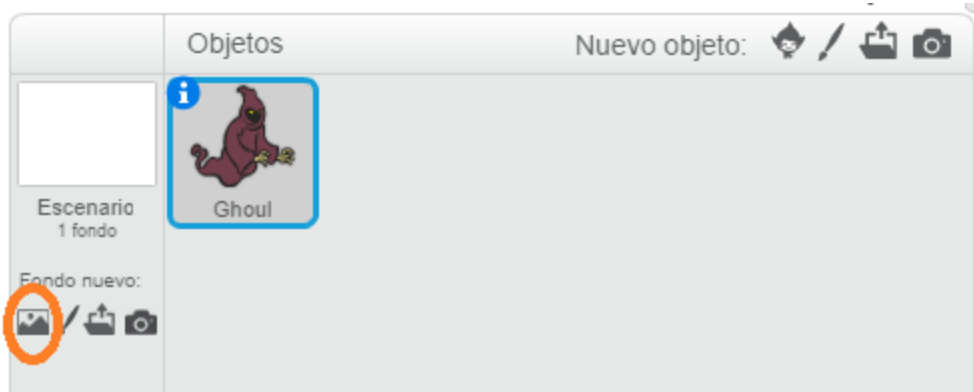 Objetos
Nuevo objeto:
Ghoul
Escenario
1 fondo
Fondo nuevo: